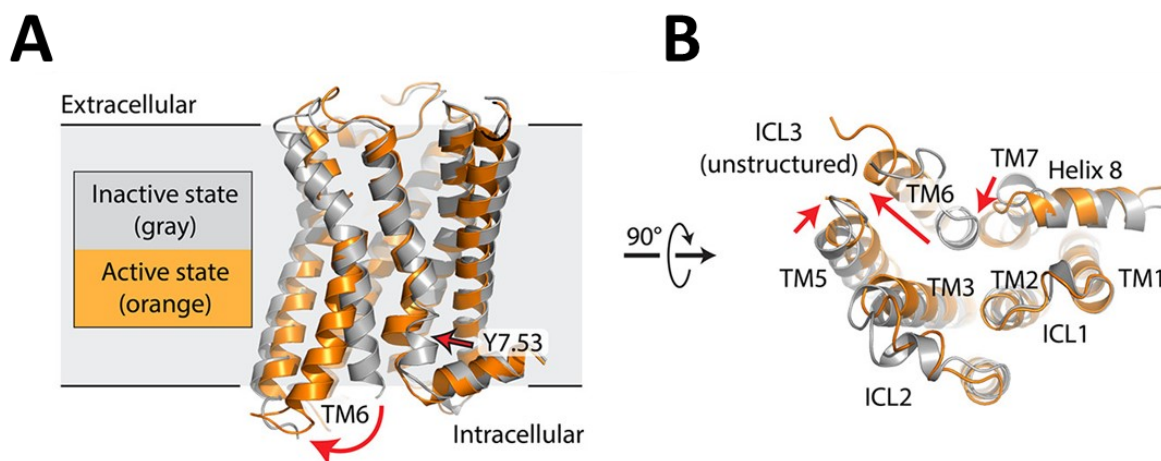 A
B
Extracellular
Inactive state
(gray)
Active state
(orange)
Y7.53
TM6
Intracellular
90°
ICL3
(unstructured)
TM7
Helix 8
TM6
TM5
TM3
TM2
TM1
ICL1
ICL2